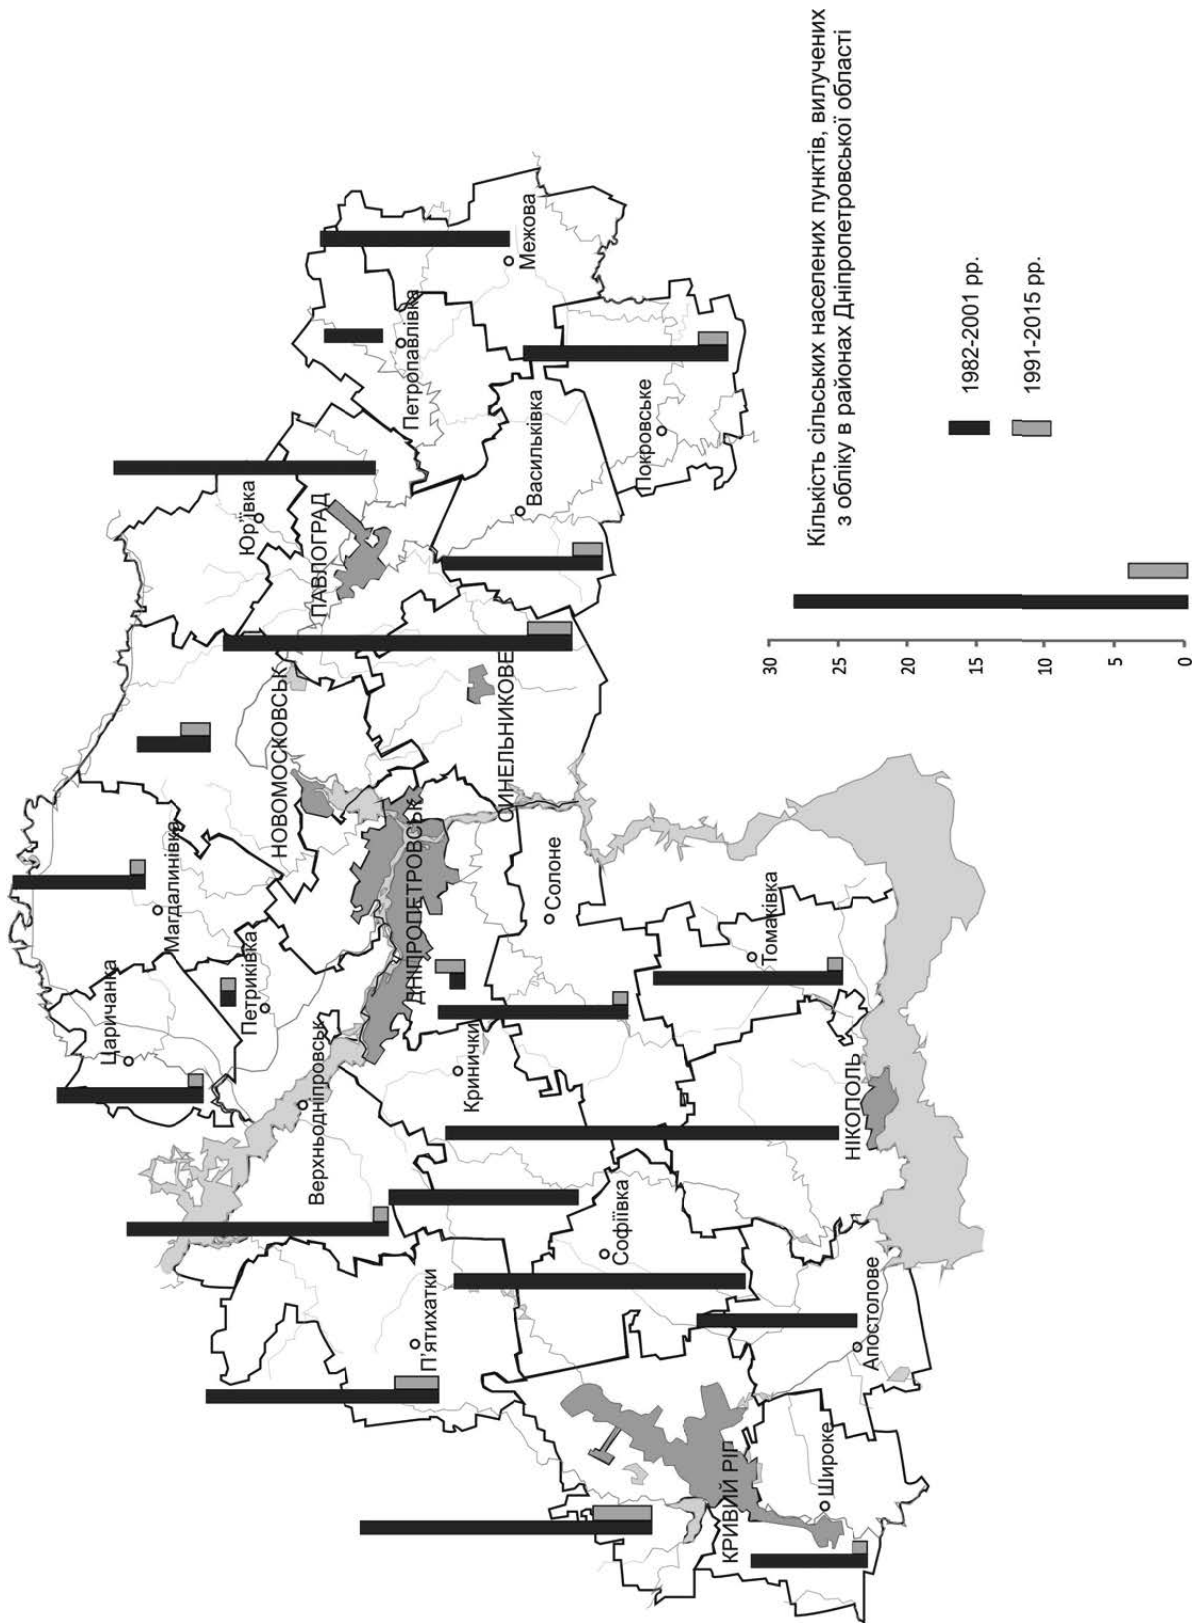 Царичанка
Магдалинівка
Петриківка
Юр'ївка
НОВОМОСКОВСЬК
ПАВЛОГРАД
Петропавлівка
Межова
Верхньодніпровськ
ДНІПРОПЕТРОВСЬК
П'ятихатки
Кринички
СИНЕЛЬНИКОВЕ
Васильківка
Солоне
Покровське
Софіївка
Томаківка
КРИВИЙ РІГ
НІКОПОЛЬ
Широке
Апостолове
Кількість сільських населених пунктів, вилучених
з обліку в районах Дніпропетровської області
30
25
20
15
10
5
0
1982-2001 рр.
1991-2015 рр.